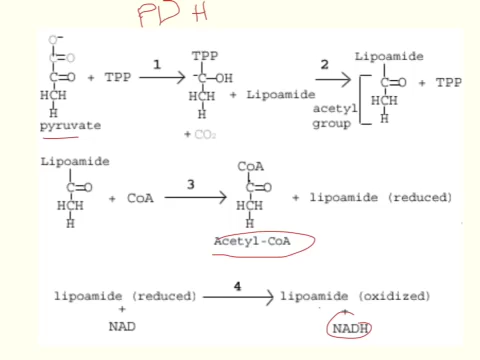 PD H
O⁻
C=O
C=O + TPP 1 TPP -C-OH 2 Lipoamide C=O + TPP
HCH HCH + Lipoamide acetyl group HCH
H H H
pyruvate + CO₂
Lipoamide CoA
C=O + CoA 3 C=O + lipoamide (reduced)
HCH HCH
H H
Acetyl-CoA
lipoamide (reduced) 4 lipoamide (oxidized)
+ +
NAD NADH